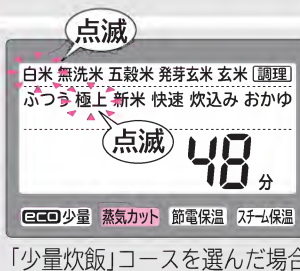 点滅
白米 無洗米 五穀米 発芽玄米 玄米 調理
ふつう 極上 新米 快速 炊込み おかゆ
点滅
48分
eco少量 蒸気カット 節電保温 スチーム保温
「少量炊飯」コースを選んだ場合